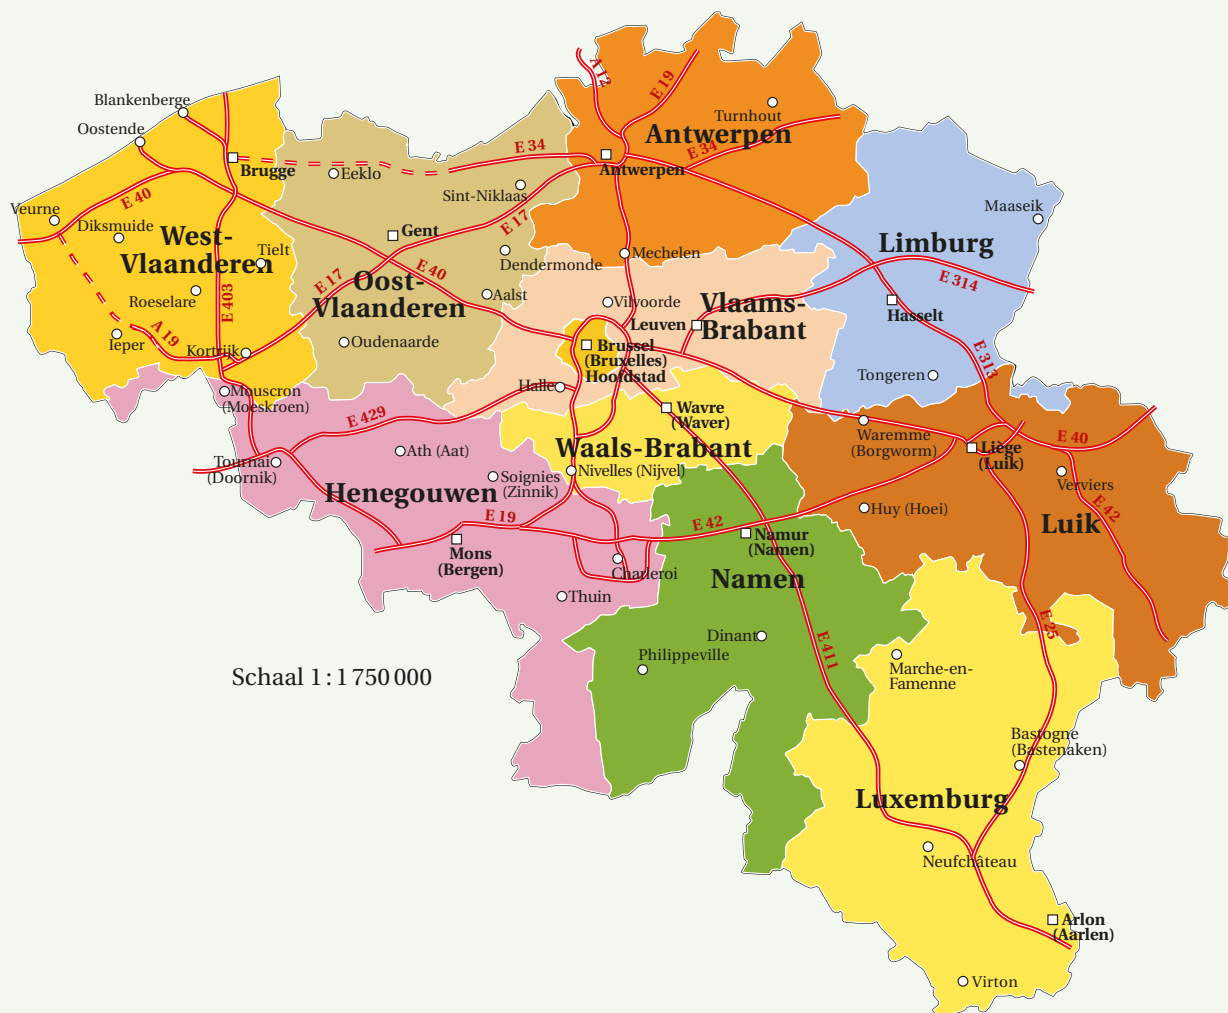 A 12
E 19
Blankenberge
Turnhout
Oostende
Antwerpen
E 34
E 34
Brugge
Eeklo
Antwerpen
Sint-Niklaas
E 40
Maaseik
Veurne
Diksmuide
E 17
West-
Vlaanderen
Tielt
Gent
Limburg
Mechelen
Dendermonde
E 40
E 17
Oost-
Vlaanderen
E 314
Roeselare
E 403
Aalst
Vilvoorde
Vlaams-
Brabant
Hasselt
Leuven
A 19
Ieper
Kortrijk
Oudenaarde
Brussel
(Bruxelles)
Hoofdstad
E 313
Tongeren
Halle
Mouscron
(Moeskroen)
E 429
Wavre
(Waver)
Waremme
(Borgworm)
E 40
Liège
(Luik)
Ath (Aat)
Waals-Brabant
Tournai
(Doornik)
Soignies
(Zinnik)
Nivelles (Nijvel)
Verviers
Henegouwen
Huy (Hoei)
E 42
E 19
E 42
Luik
Mons
(Bergen)
Namur
(Namen)
Charleroi
Namen
Thuin
E 25
Dinant
E 411
Philippeville
Marche-en-
Famenne
Schaal 1 : 1 750 000
Bastogne
(Bastenaken)
Luxemburg
Neufchâteau
Arlon
(Aarlen)
Virton